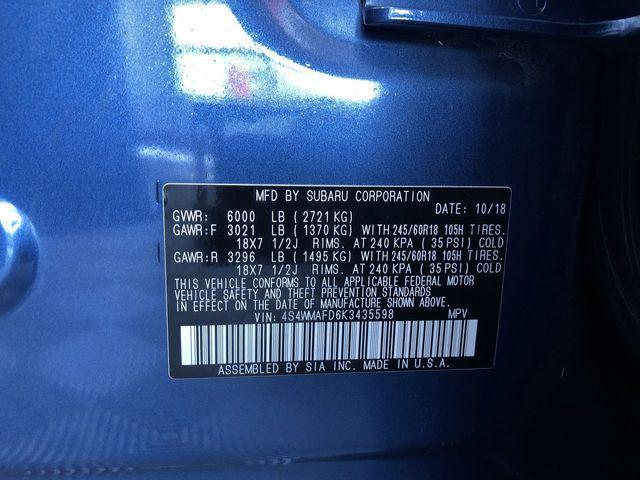 MFD BY SUBARU CORPORATION
DATE: 10/18
GVWR: 6000 LB ( 2721 KG)
GAWR:F 3021 LB ( 1370 KG) WITH 245/60R18 105H TIRES.
18X7 1/2J RIMS. AT 240 KPA ( 35 PSI) COLD
GAWR:R 3296 LB ( 1495 KG) WITH 245/60R18 105H TIRES.
18X7 1/2J RIMS. AT 240 KPA ( 35 PSI) COLD
THIS VEHICLE CONFORMS TO ALL APPLICABLE FEDERAL MOTOR
VEHICLE SAFETY AND THEFT PREVENTION STANDARDS
IN EFFECT ON THE DATE OF MANUFACTURE SHOWN ABOVE.
VIN: 4S4WMAFD6K3435598 MPV
ASSEMBLED BY SIA INC. MADE IN U.S.A.